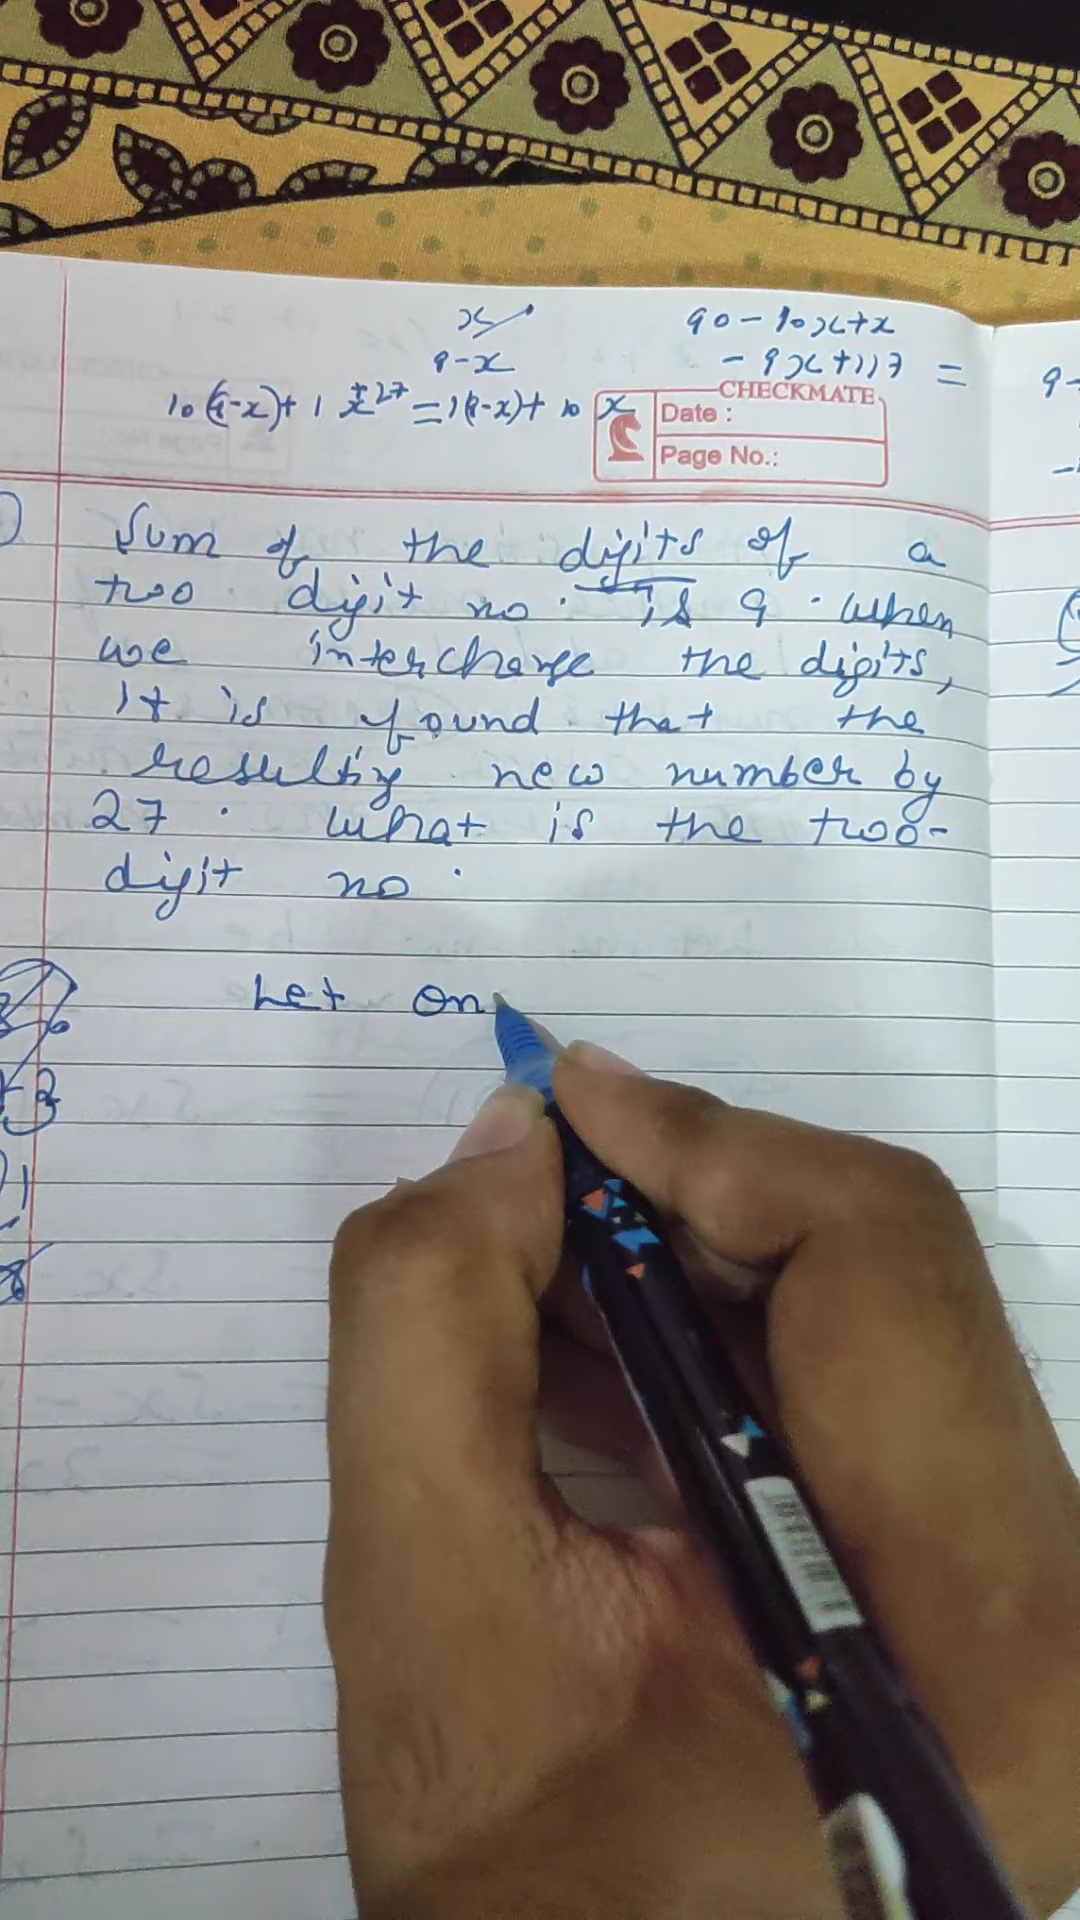 x
9-x
90-10x+x
-9x+117 =
10(9-x)+1x+27=1(9-x)+10x
CHECKMATE
Date :
Page No.:
Sum of the digits of a
two digit no. is 9. when
we interchange the digits,
It is found that the
resulting new number by
27. What is the two-
digit no.
Let on